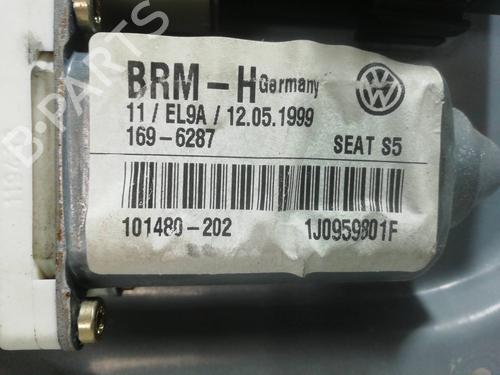 BRM - H Germany
11 / EL9A / 12.05.1999
169-6287 SEAT S5
101480-202 1J0959801F
B-PARTS